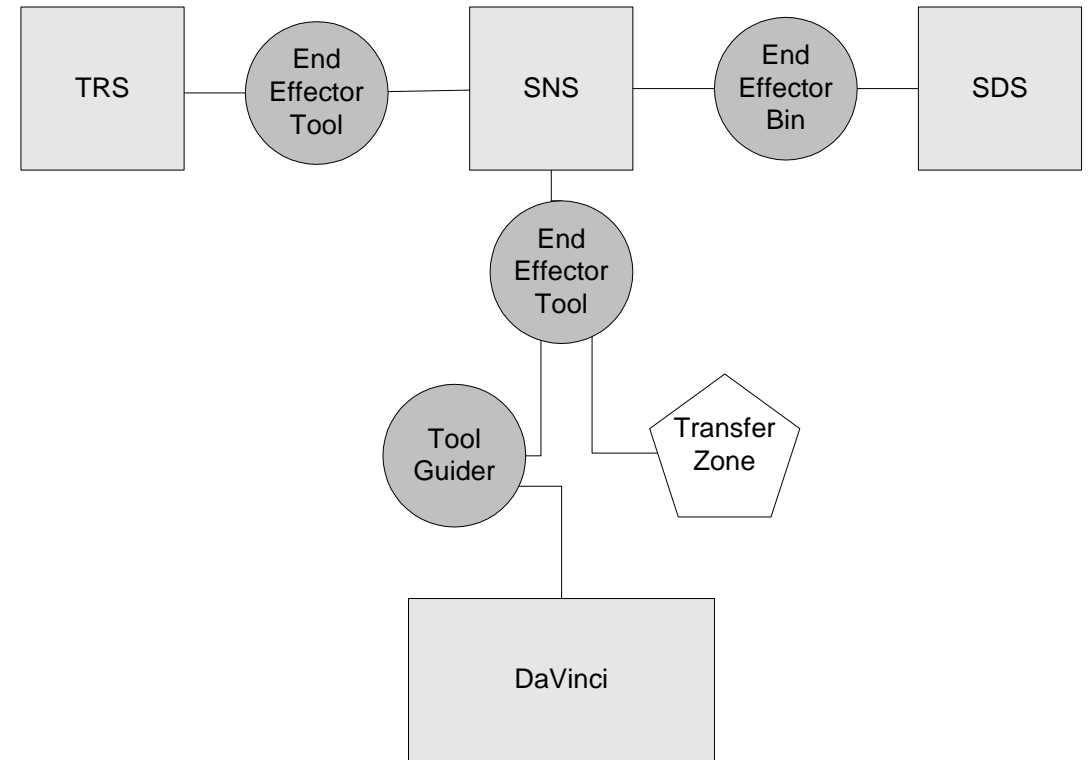 TRS
End
Effector
Tool
SNS
End
Effector
Bin
SDS
End
Effector
Tool
Tool
Guider
Transfer
Zone
DaVinci